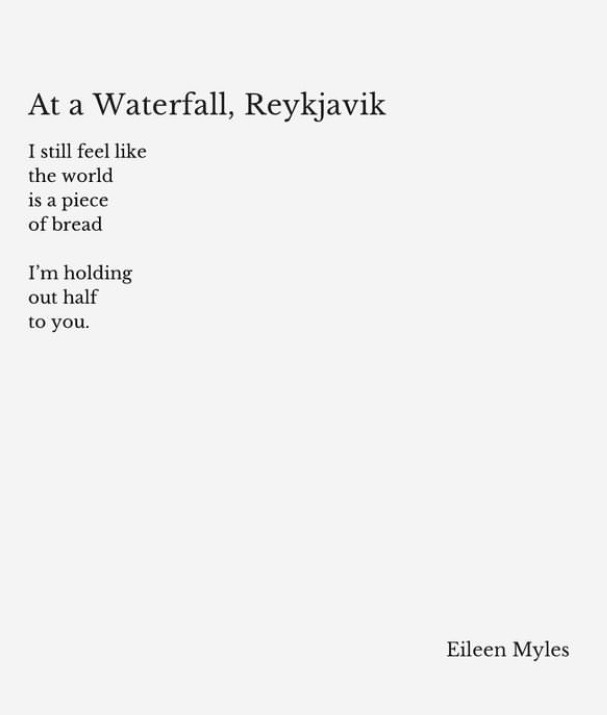 At a Waterfall, Reykjavik
I still feel like
the world
is a piece
of bread
I’m holding
out half
to you.
Eileen Myles